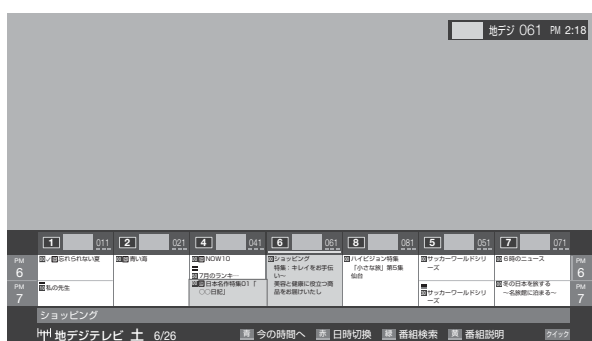 地デジ 061 PM 2:18
1 011 2 021 4 041 6 061 8 081 5 051 7 071
PM 6
PM 7
忘れられない夏
私の先生
青い海
NOW10
7月のランキ…
日本名作特集01『
○○日記』
ショッピング
特集：キレイをお手伝
い〜
美容と健康に役立つ商
品をお届けいたし
ハイビジョン特集
「小さな旅」第5集
仙台
サッカーワールドシリ
ーズ
サッカーワールドシリ
ーズ
6時のニュース
冬の日本を旅する
〜名旅館に泊まる〜
PM 6
PM 7
ショッピング
地デジテレビ 土 6/26 青 今の時間へ 赤 日時切換 緑 番組検索 黄 番組説明 クイック